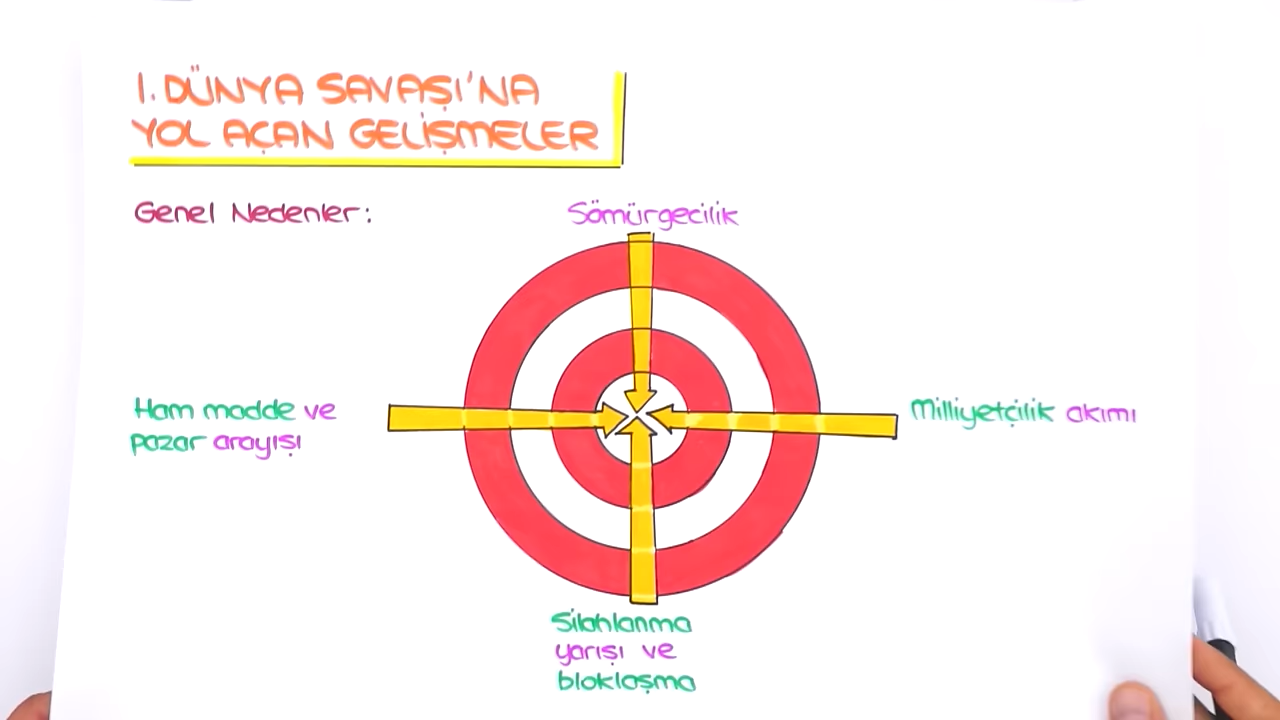 I. DÜNYA SAVAŞI'NA
YOL AÇAN GELİŞMELER
Genel Nedenler:
Sömürgecilik
Ham madde ve
pazar arayışı
Milliyetçilik akımı
Silahlanma
yarışı ve
bloklaşma